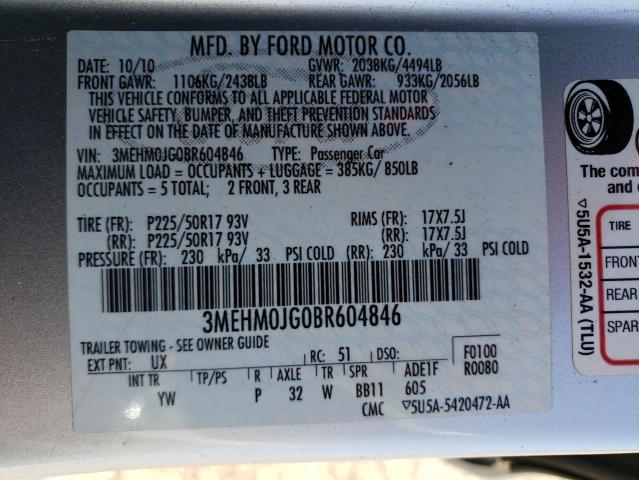 MFD. BY FORD MOTOR CO.
DATE: 10/10 GVWR: 2038KG/4494LB
FRONT GAWR: 1106KG/2438LB REAR GAWR: 933KG/2056LB
THIS VEHICLE CONFORMS TO ALL APPLICABLE FEDERAL MOTOR
VEHICLE SAFETY, BUMPER, AND THEFT PREVENTION STANDARDS
IN EFFECT ON THE DATE OF MANUFACTURE SHOWN ABOVE.
VIN: 3MEHM0JG0BR604846 TYPE: Passenger Car
MAXIMUM LOAD = OCCUPANTS + LUGGAGE = 385KG/ 850LB
OCCUPANTS = 5 TOTAL; 2 FRONT, 3 REAR
TIRE (FR): P225/50R17 93V RIMS (FR): 17X7.5J
(RR): P225/50R17 93V (RR): 17X7.5J
PRESSURE (FR): 230 kPa/ 33 PSI COLD (RR): 230 kPa/ 33 PSI COLD
3MEHM0JG0BR604846
TRAILER TOWING - SEE OWNER GUIDE
EXT PNT: UX RC: 51 DSO: F0100
R0080
INT TR TP/PS R AXLE TR SPR ADE1F
YW P 32 W BB11 605
CMC ▽5U5A-5420472-AA
The com
and c
▽5U5A-1532-AA (TLU)
TIRE
FRONT
REAR
SPAR